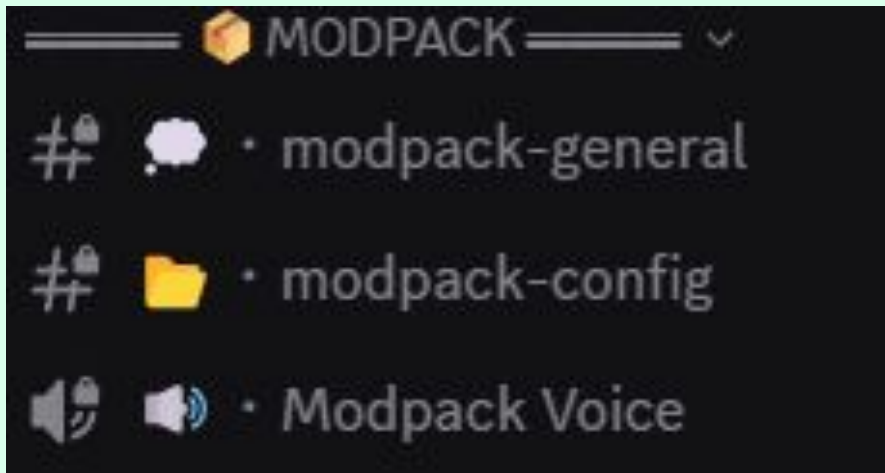 ═════ 📦 MODPACK ═════
💭・modpack-general
📂・modpack-config
🔊・Modpack Voice